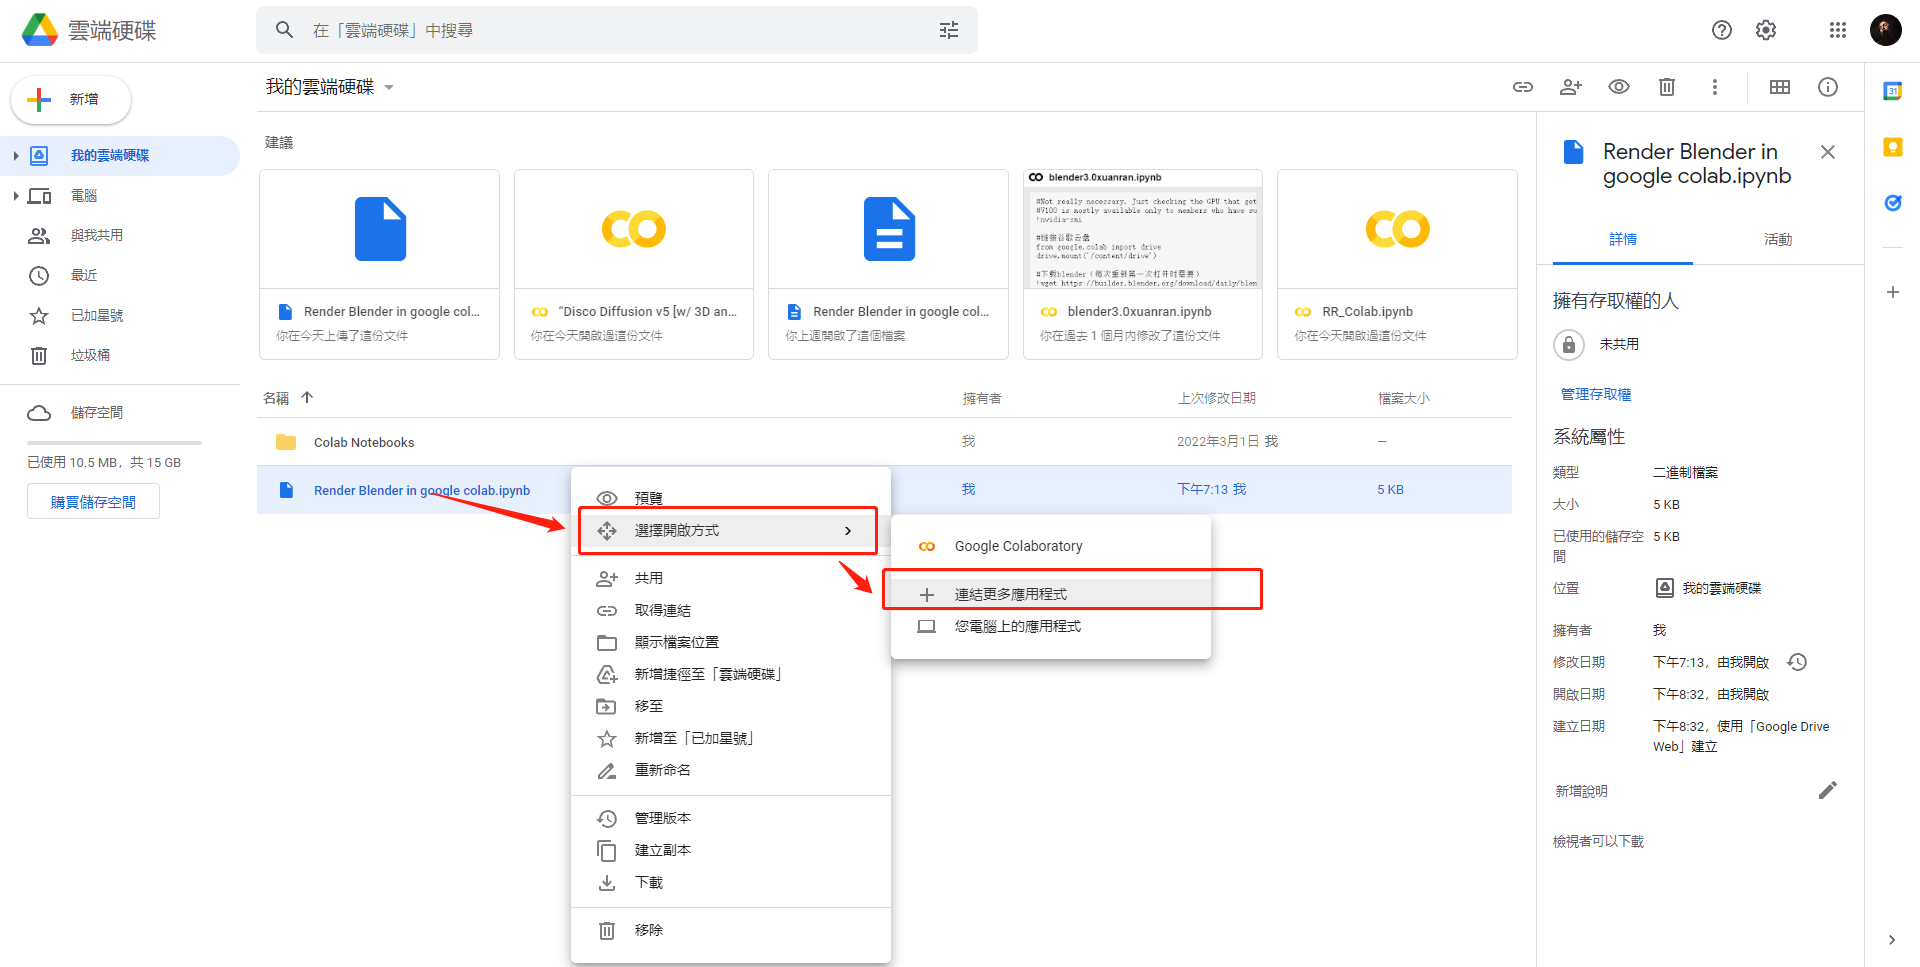 雲端硬碟
在「雲端硬碟」中搜尋
新增
我的雲端硬碟
電腦
與我共用
最近
已加星號
垃圾桶
儲存空間
已使用 10.5 MB，共 15 GB
購買儲存空間
我的雲端硬碟
建議
Render Blender in google col...
你在今天上傳了這份文件
“Disco Diffusion v5 [w/ 3D an...
你在今天開啟過這份文件
Render Blender in google col...
你上週開啟了這個檔案
blender3.0xuanran.ipynb
#Not really necessary. Just checking the GPU that get
#V100 is mostly available only to members who have su
!nvidia-smi
#链接谷歌云盘
from google.colab import drive
drive.mount('/content/drive')
#下载blender（每次重新第一次打开时需要）
!wget https://builder.blender.org/download/daily/blen
blender3.0xuanran.ipynb
你在過去 1 個月內修改了這份文件
RR_Colab.ipynb
你在今天開啟過這份文件
名稱
擁有者
上次修改日期
檔案大小
Colab Notebooks
我
2022年3月1日 我
—
Render Blender in google colab.ipynb
我
下午7:13 我
5 KB
預覽
選擇開啟方式
共用
取得連結
顯示檔案位置
新增捷徑至「雲端硬碟」
移至
新增至「已加星號」
重新命名
管理版本
建立副本
下載
移除
Google Colaboratory
連結更多應用程式
您電腦上的應用程式
Render Blender in
google colab.ipynb
詳情
活動
擁有存取權的人
未共用
管理存取權
系統屬性
類型
二進制檔案
大小
5 KB
已使用的儲存空
間
5 KB
位置
我的雲端硬碟
擁有者
我
修改日期
下午7:13，由我開啟
開啟日期
下午8:32，由我開啟
建立日期
下午8:32，使用「Google Drive
Web」建立
新增說明
檢視者可以下載
31